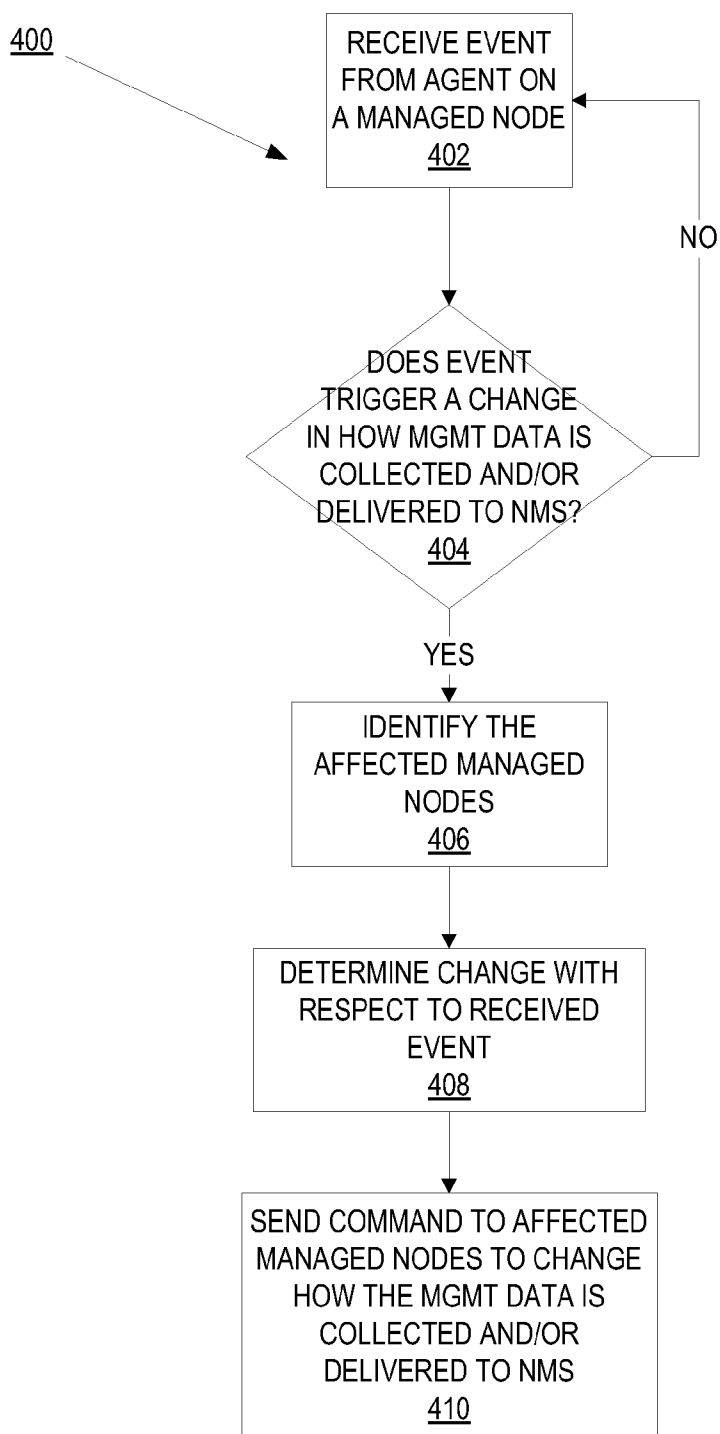 400
RECEIVE EVENT
FROM AGENT ON
A MANAGED NODE
402
NO
DOES EVENT
TRIGGER A CHANGE
IN HOW MGMT DATA IS
COLLECTED AND/OR
DELIVERED TO NMS?
404
YES
IDENTIFY THE
AFFECTED MANAGED
NODES
406
DETERMINE CHANGE WITH
RESPECT TO RECEIVED
EVENT
408
SEND COMMAND TO AFFECTED
MANAGED NODES TO CHANGE
HOW THE MGMT DATA IS
COLLECTED AND/OR
DELIVERED TO NMS
410